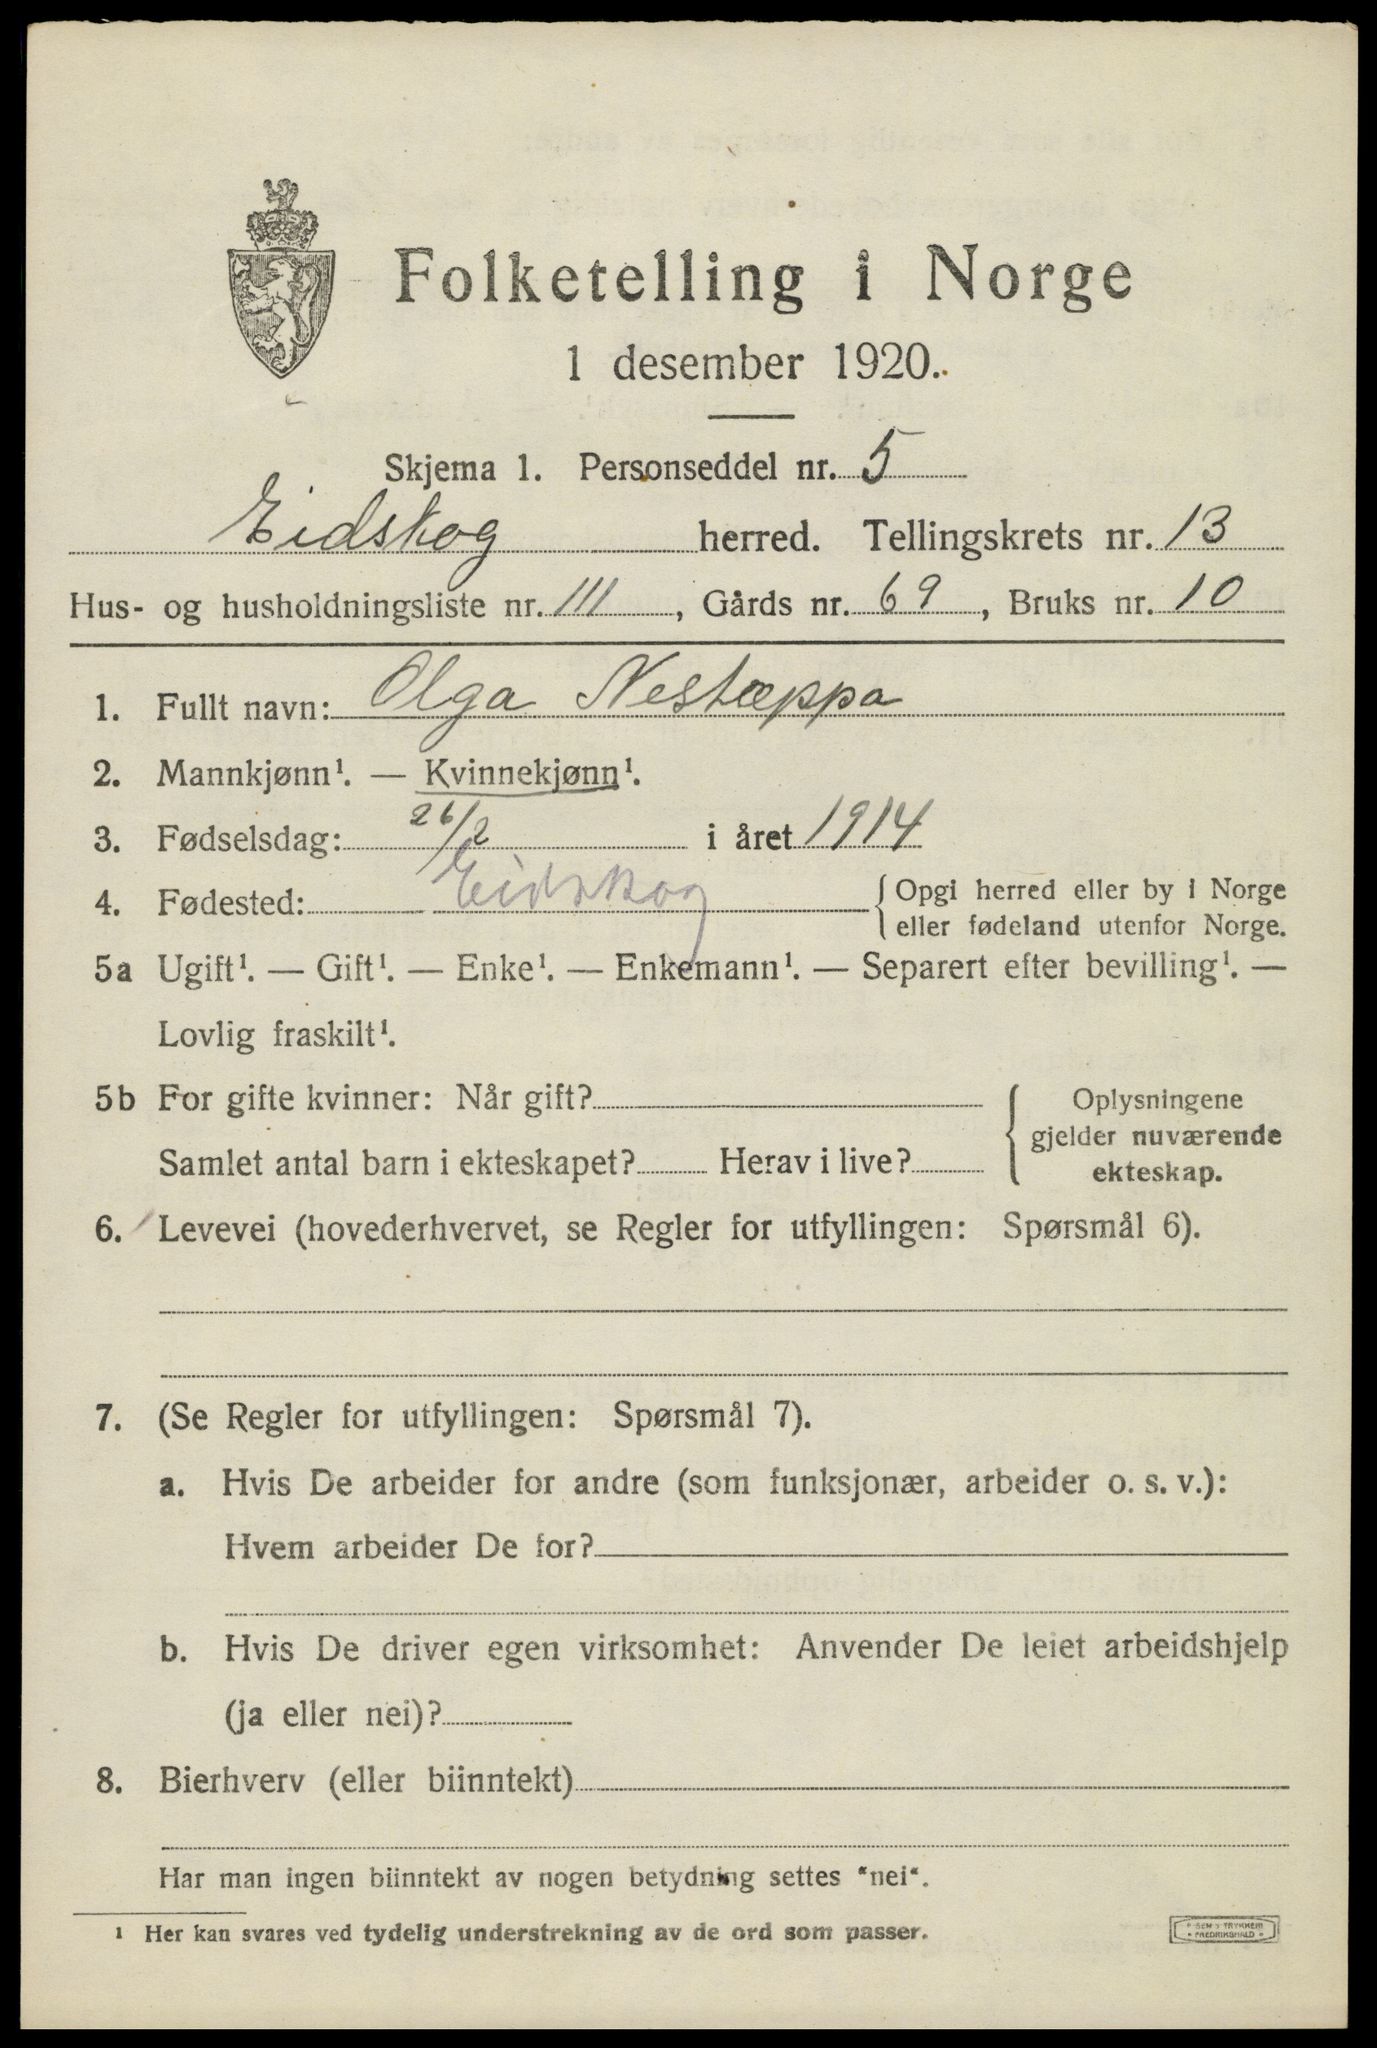 Folketelling i Norge
1 desember 1920.
Skjema 1. Personseddel nr. 5
Eidskog herred. Tellingskrets nr. 13
Hus- og husholdningsliste nr. 111, Gårds nr. 69, Bruks nr. 10
1. Fullt navn: Olga Nestæppa
2. Mannkjønn¹. — Kvinnekjønn¹.
3. Fødselsdag: 26/2 i året 1914
4. Fødested: Eidskog {Opgi herred eller by i Norge
eller fødeland utenfor Norge.
5a Ugift¹. — Gift¹. — Enke¹. — Enkemann¹. — Separert efter bevilling¹. —
Lovlig fraskilt¹.
5b For gifte kvinner: Når gift?
Samlet antal barn i ekteskapet? Herav i live?
Oplysningene
gjelder nuværende
ekteskap.
6. Levevei (hovederhvervet, se Regler for utfyllingen: Spørsmål 6).
7. (Se Regler for utfyllingen: Spørsmål 7).
a. Hvis De arbeider for andre (som funksjonær, arbeider o. s. v.):
Hvem arbeider De for?
b. Hvis De driver egen virksomhet: Anvender De leiet arbeidshjelp
(ja eller nei)?
8. Bierhverv (eller biinntekt)
Har man ingen biinntekt av nogen betydning settes "nei".
¹ Her kan svares ved tydelig understrekning av de ord som passer.
TRYKKERI
FREDRIKSHALD